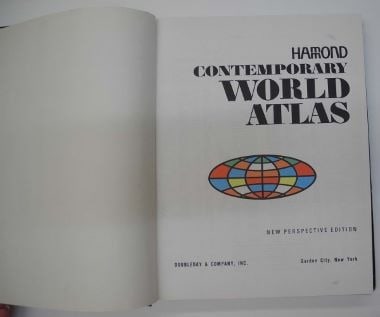 HAMMOND
CONTEMPORARY
WORLD
ATLAS
NEW PERSPECTIVE EDITION
DOUBLEDAY & COMPANY, INC.
Garden City, New York